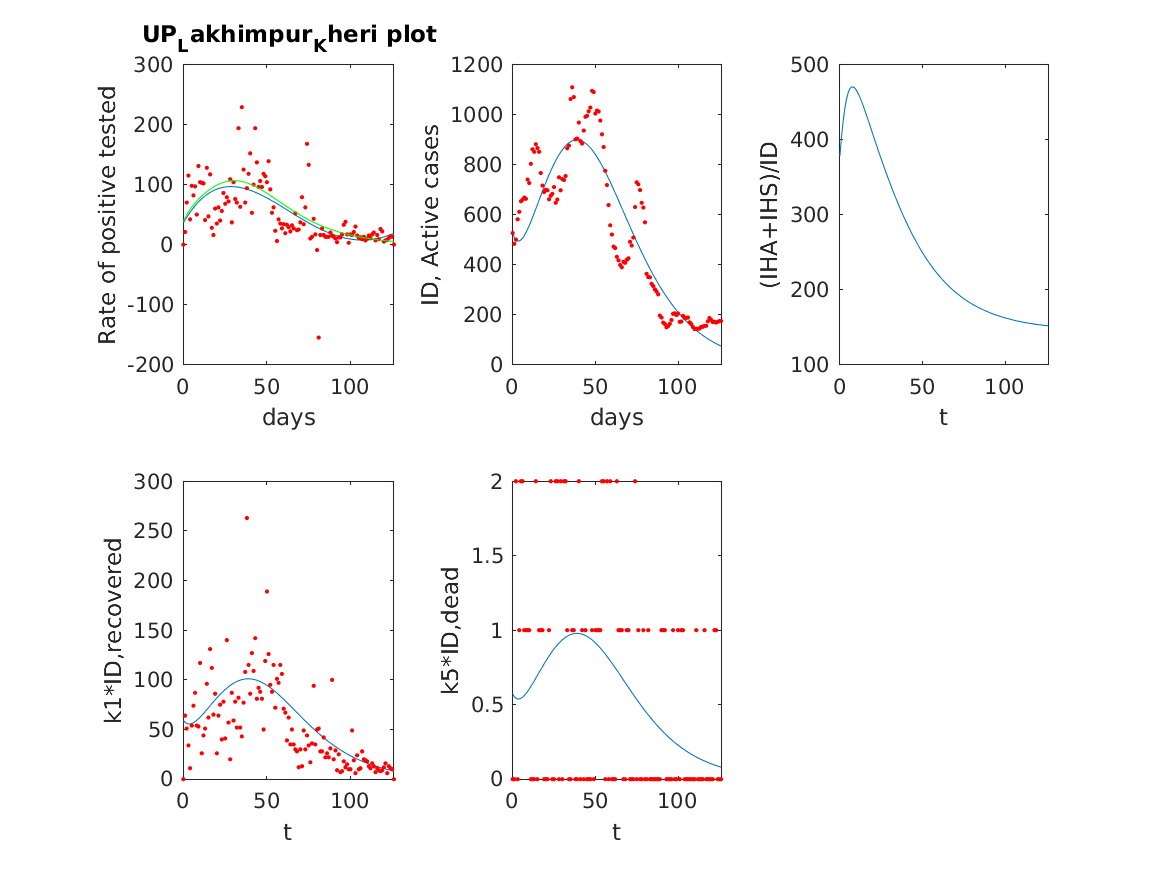 UP_Lakhimpur_Kheri plot
300
200
100
0
-100
-200
0 50 100
days
Rate of positive tested
1200
1000
800
600
400
200
0
0 50 100
days
ID, Active cases
500
400
300
200
100
0 50 100
t
(IHA+IHS)/ID
300
250
200
150
100
50
0
0 50 100
t
k1*ID,recovered
2
1.5
1
0.5
0
0 50 100
t
k5*ID,dead